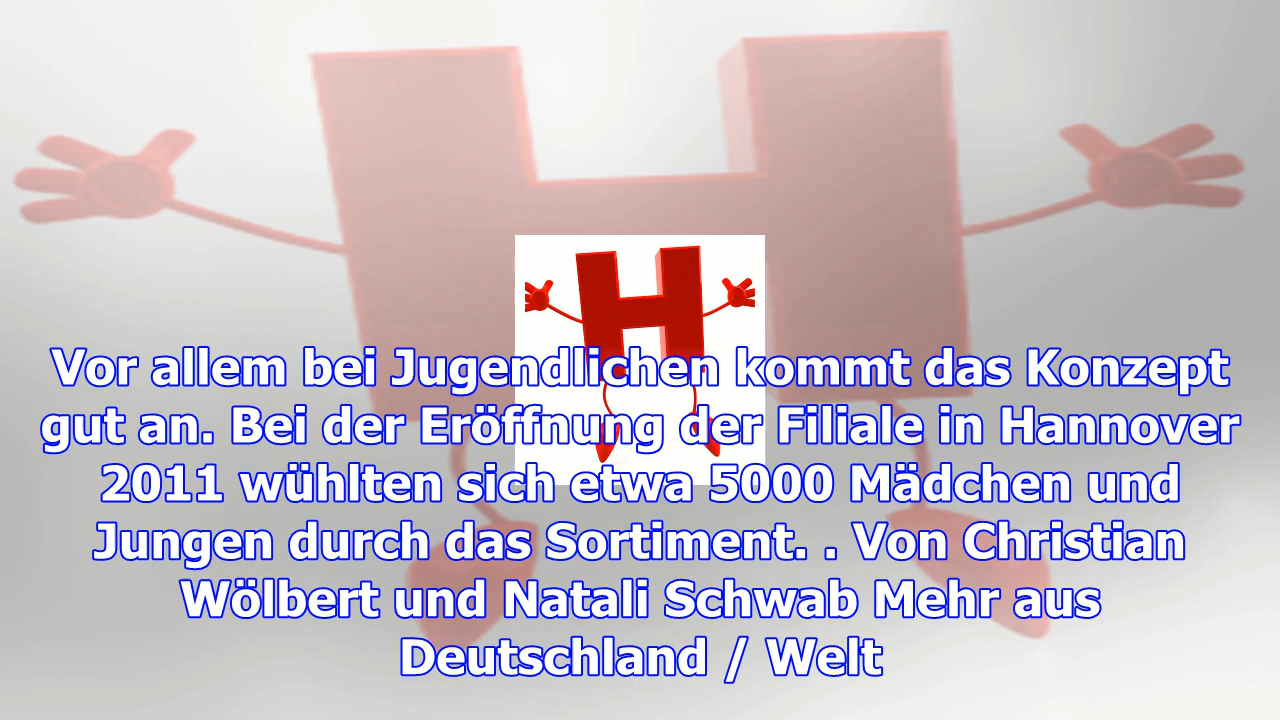 Vor allem bei Jugendlichen kommt das Konzept
gut an. Bei der Eröffnung der Filiale in Hannover
2011 wühlten sich etwa 5000 Mädchen und
Jungen durch das Sortiment. . Von Christian
Wölbert und Natali Schwab Mehr aus
Deutschland / Welt